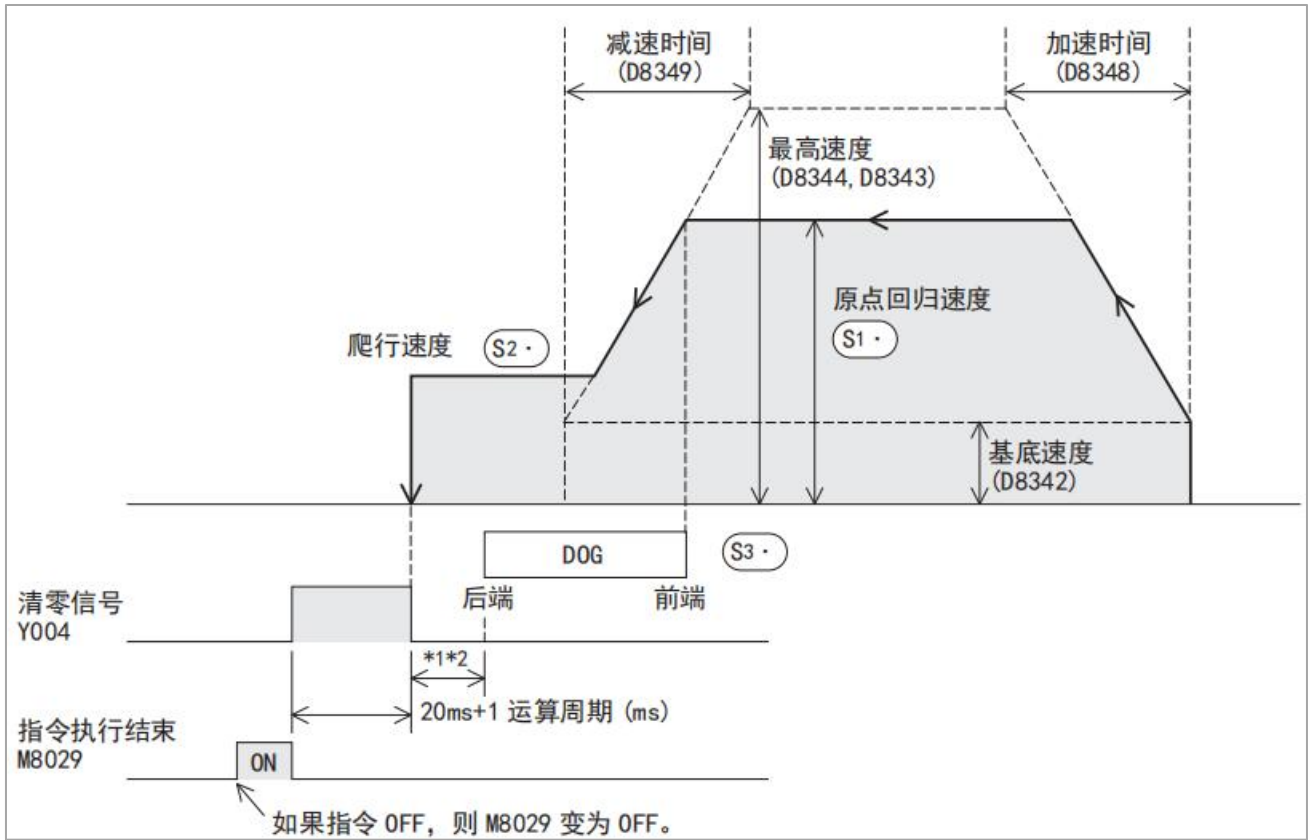 减速时间
(D8349)
加速时间
(D8348)
最高速度
(D8344, D8343)
原点回归速度
S1·
爬行速度 S2·
基底速度
(D8342)
DOG S3·
后端 前端
清零信号
Y004
*1*2
20ms+1 运算周期 (ms)
指令执行结束
M8029
ON
如果指令 OFF，则 M8029 变为 OFF。